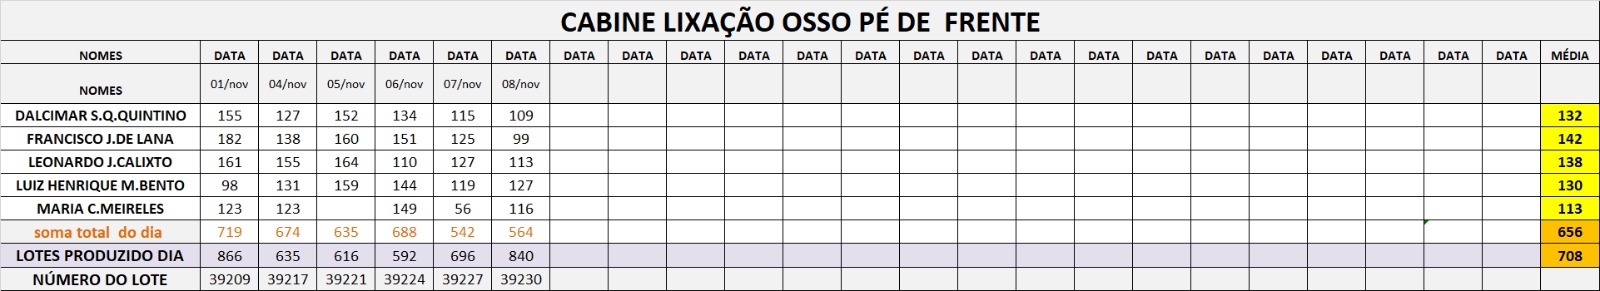 CABINE LIXAÇÃO OSSO PÉ DE  FRENTE
NOMES DATA DATA DATA DATA DATA DATA DATA DATA DATA DATA DATA DATA DATA DATA DATA DATA DATA DATA DATA DATA DATA DATA DATA MÉDIA
NOMES 01/nov 04/nov 05/nov 06/nov 07/nov 08/nov
DALCIMAR S.Q.QUINTINO 155 127 152 134 115 109 132
FRANCISCO J.DE LANA 182 138 160 151 125 99 142
LEONARDO J.CALIXTO 161 155 164 110 127 113 138
LUIZ HENRIQUE M.BENTO 98 131 159 144 119 127 130
MARIA C.MEIRELES 123 123 149 56 116 113
soma total  do dia 719 674 635 688 542 564 656
LOTES PRODUZIDO DIA 866 635 616 592 696 840 708
NÚMERO DO LOTE 39209 39217 39221 39224 39227 39230